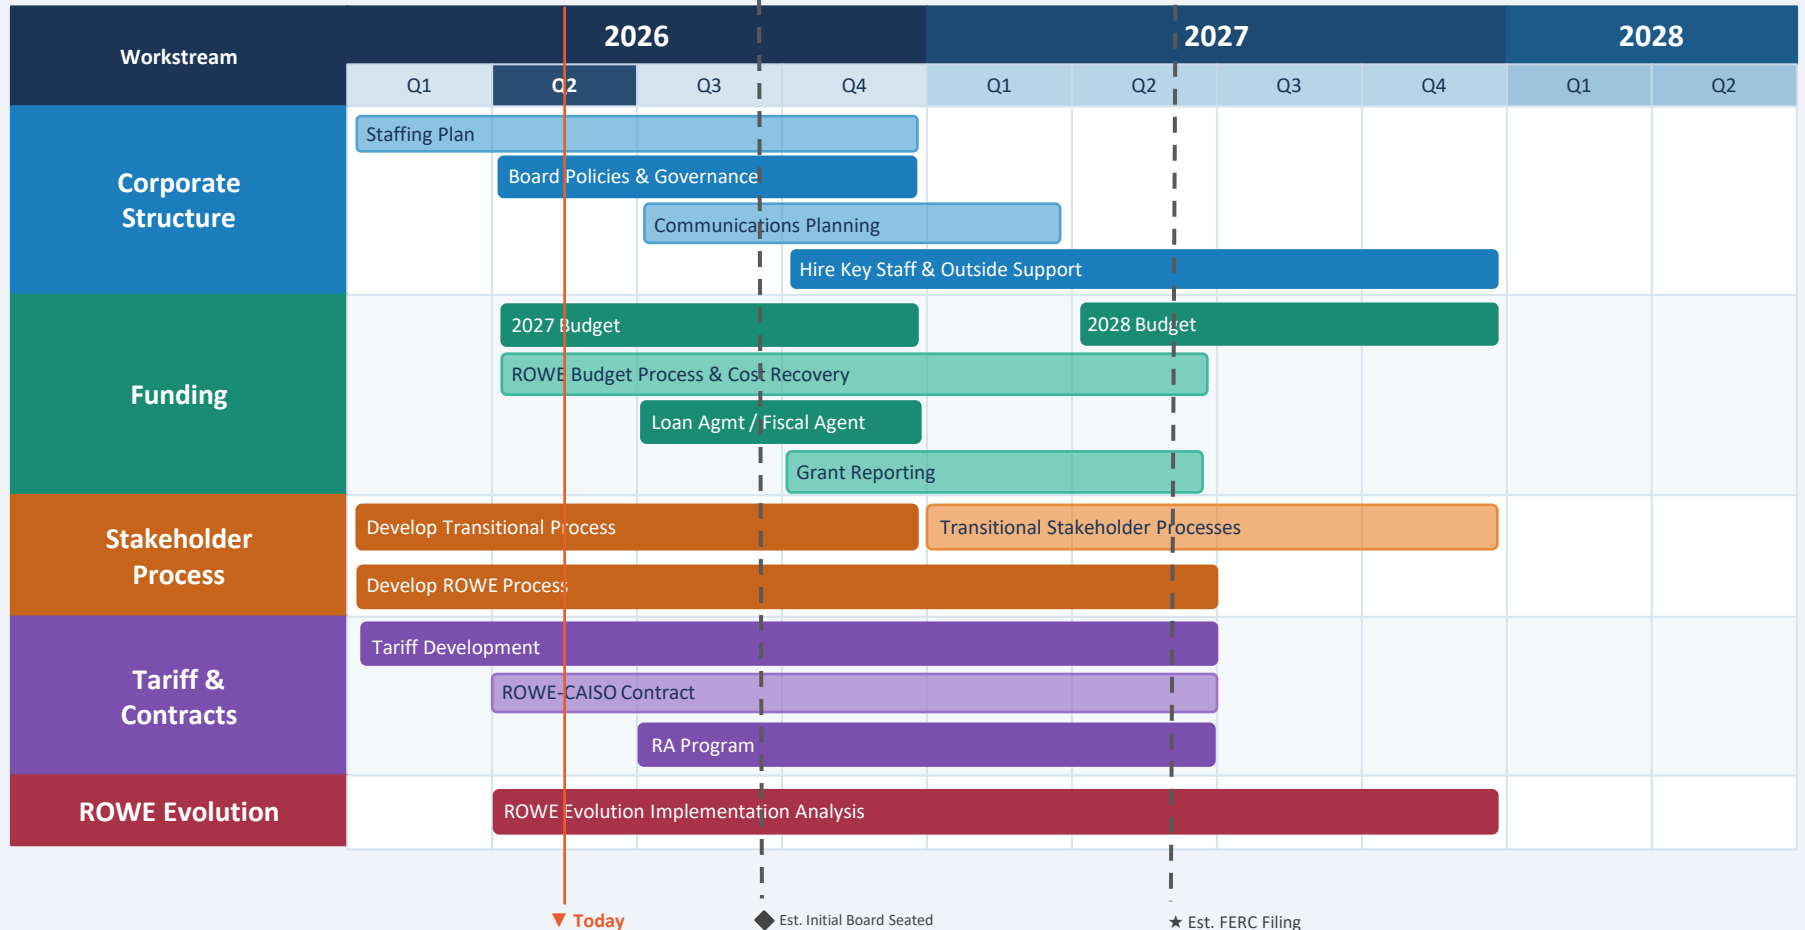 Workstream
2026
2027
2028
Q1
Q2
Q3
Q4
Q1
Q2
Q3
Q4
Q1
Q2
Corporate
Structure
Staffing Plan
Board Policies & Governance
Communications Planning
Hire Key Staff & Outside Support
Funding
2027 Budget
2028 Budget
ROWE Budget Process & Cost Recovery
Loan Agmt / Fiscal Agent
Grant Reporting
Stakeholder
Process
Develop Transitional Process
Transitional Stakeholder Processes
Develop ROWE Process
Tariff &
Contracts
Tariff Development
ROWE-CAISO Contract
RA Program
ROWE Evolution
ROWE Evolution Implementation Analysis
▼ Today
◆ Est. Initial Board Seated
★ Est. FERC Filing